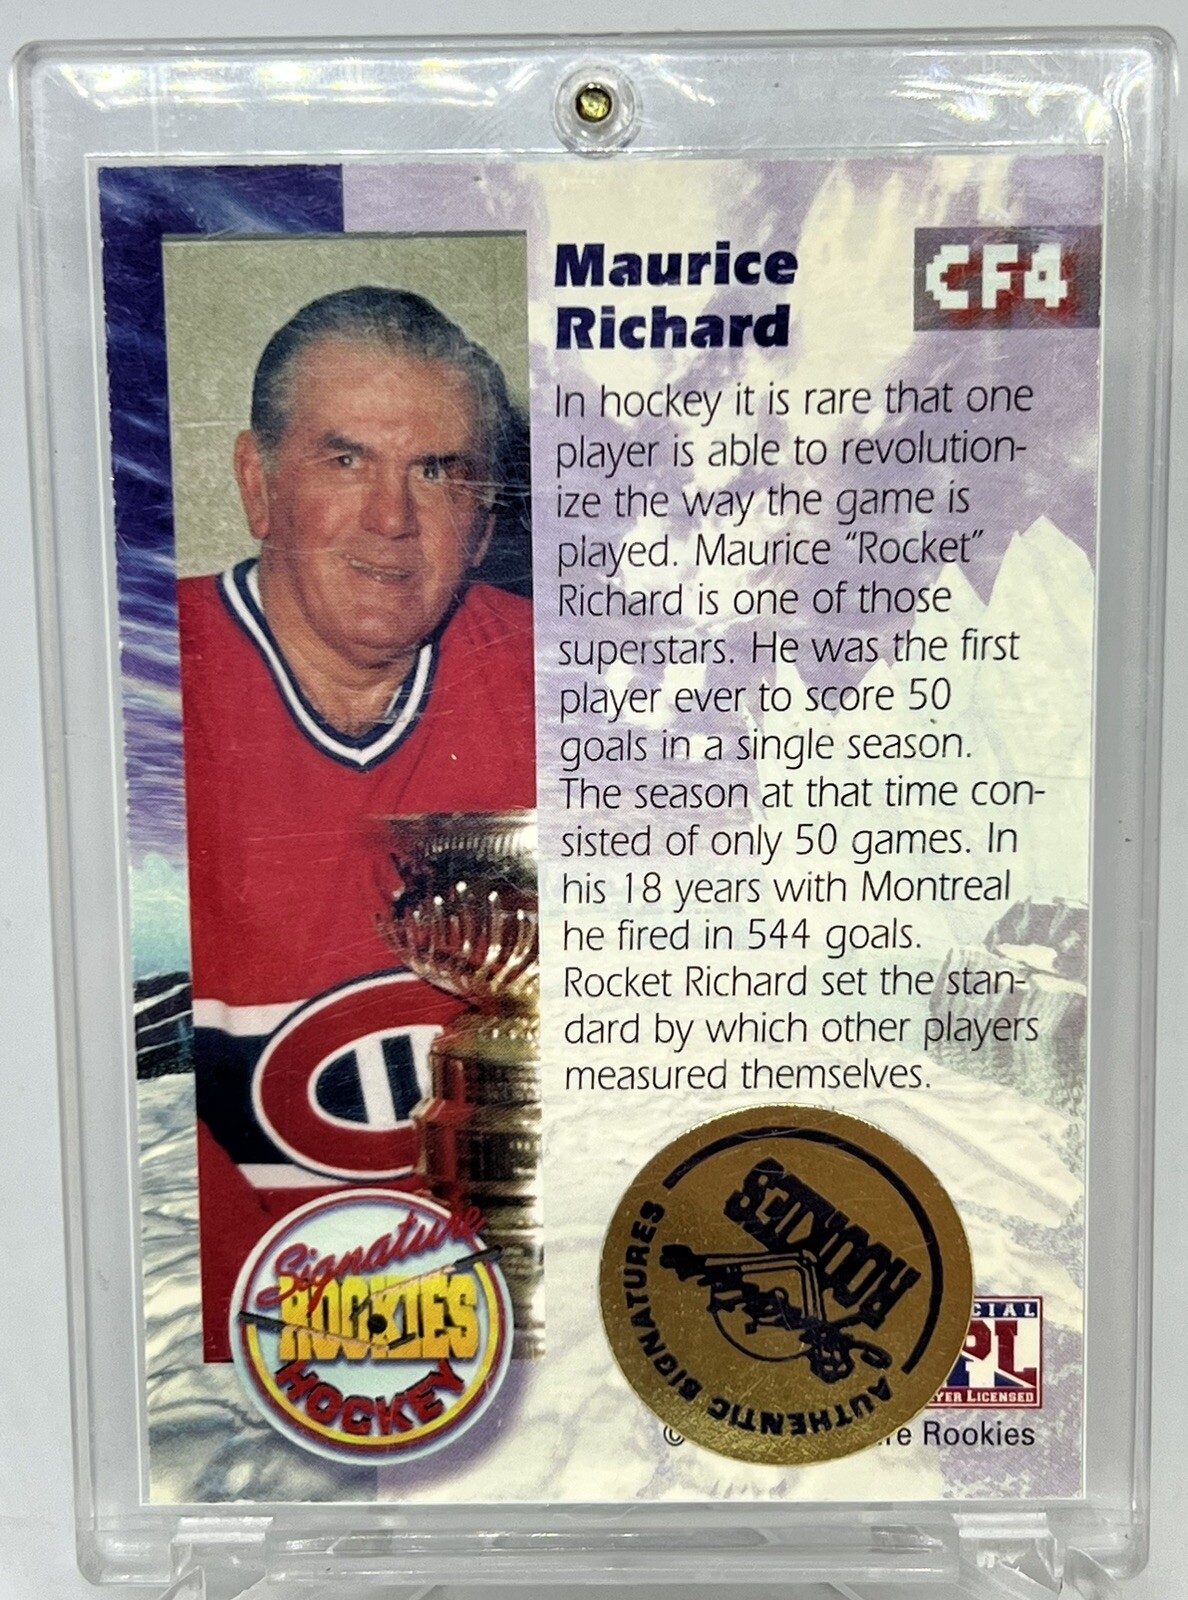 Maurice
Richard
CF4
In hockey it is rare that one
player is able to revolution-
ize the way the game is
played. Maurice “Rocket”
Richard is one of those
superstars. He was the first
player ever to score 50
goals in a single season.
The season at that time con-
sisted of only 50 games. In
his 18 years with Montreal
he fired in 544 goals.
Rocket Richard set the stan-
dard by which other players
measured themselves.
Signature
ROOKIES
HOCKEY
ROOKIES
AUTHENTIC SIGNATURES
CIAL
PL
YER LICENSED
© re Rookies